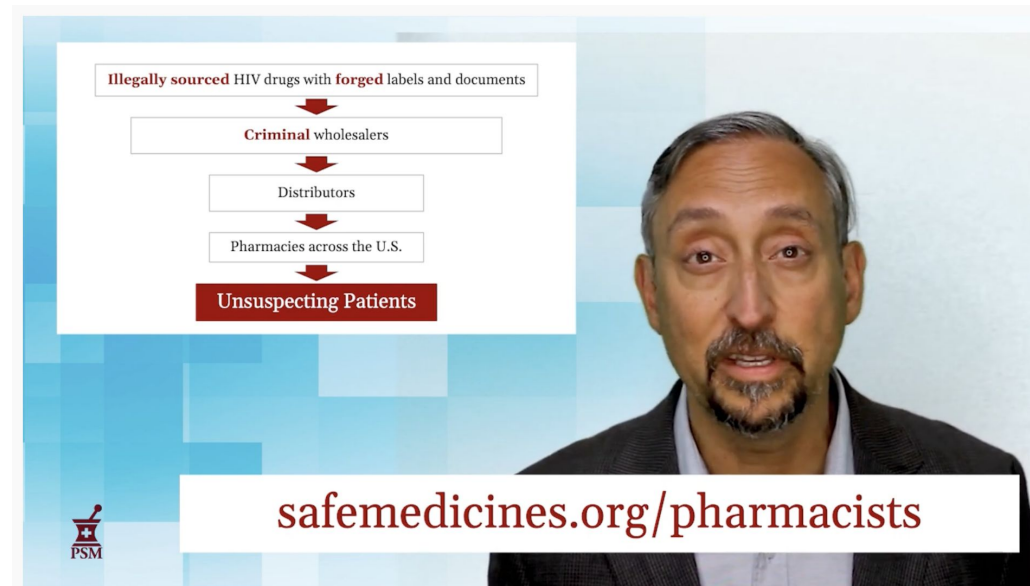 Illegally sourced HIV drugs with forged labels and documents
Criminal wholesalers
Distributors
Pharmacies across the U.S.
Unsuspecting Patients
safemedicines.org/pharmacists
PSM